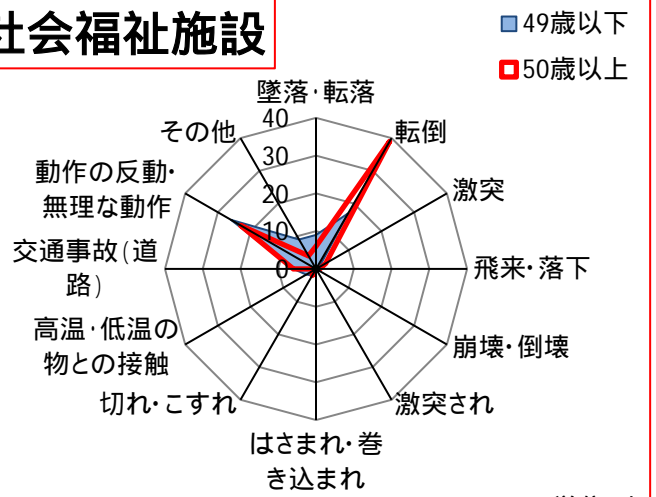 社会福祉施設
49歳以下
50歳以上
墜落・転落
転倒
激突
飛来・落下
崩壊・倒壊
激突され
はさまれ・巻
き込まれ
切れ・こすれ
高温・低温の
物との接触
交通事故(道
路)
動作の反動・
無理な動作
その他
40
30
20
10
0